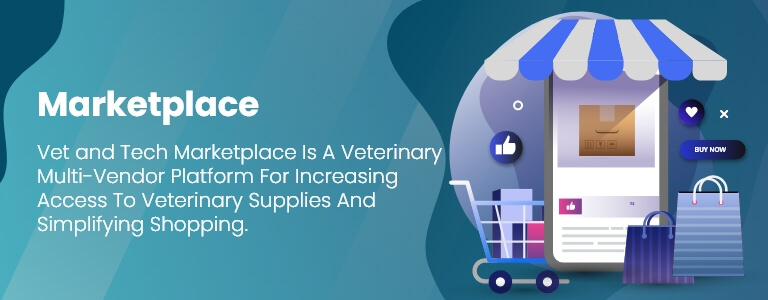 Marketplace
Vet and Tech Marketplace Is A Veterinary
Multi-Vendor Platform For Increasing
Access To Veterinary Supplies And
Simplifying Shopping.
BUY NOW